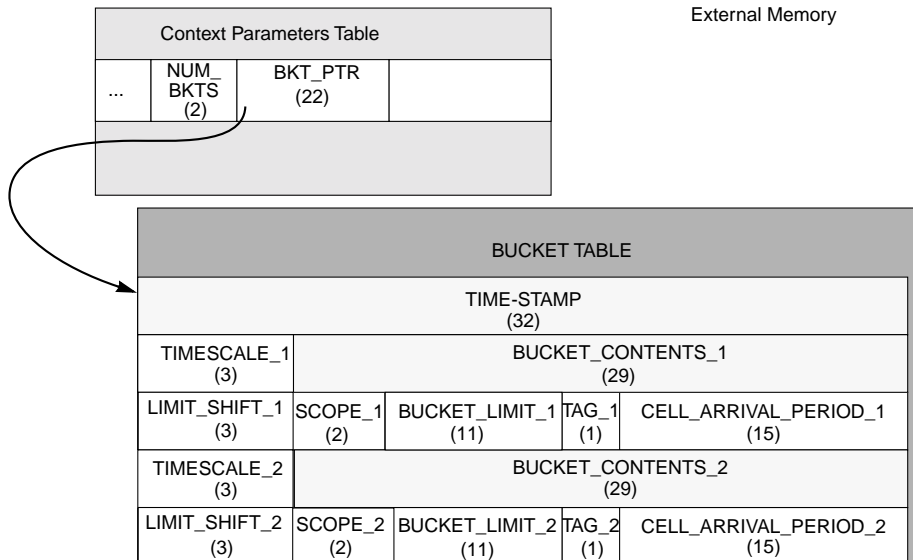 External Memory
Context Parameters Table
...
NUM_
BKTS
(2)
BKT_PTR
(22)
BUCKET TABLE
TIME-STAMP
(32)
TIMESCALE_1
(3)
BUCKET_CONTENTS_1
(29)
LIMIT_SHIFT_1
(3)
SCOPE_1
(2)
BUCKET_LIMIT_1
(11)
TAG_1
(1)
CELL_ARRIVAL_PERIOD_1
(15)
TIMESCALE_2
(3)
BUCKET_CONTENTS_2
(29)
LIMIT_SHIFT_2
(3)
SCOPE_2
(2)
BUCKET_LIMIT_2
(11)
TAG_2
(1)
CELL_ARRIVAL_PERIOD_2
(15)